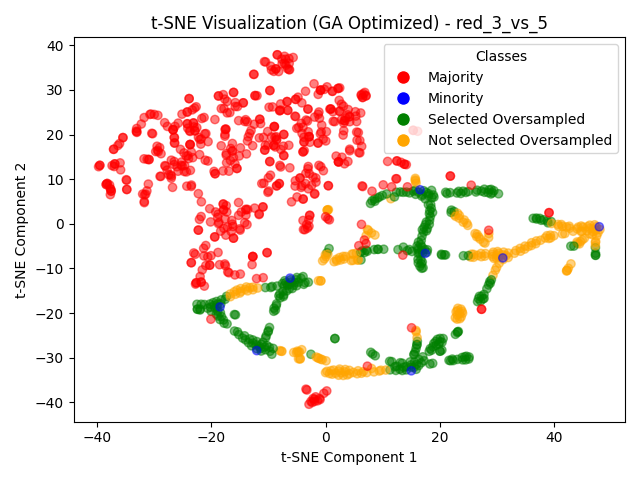 t-SNE Visualization (GA Optimized) - red_3_vs_5
Classes
Majority
Minority
Selected Oversampled
Not selected Oversampled
t-SNE Component 2
40
30
20
10
0
−10
−20
−30
−40
−40
−20
0
20
40
t-SNE Component 1